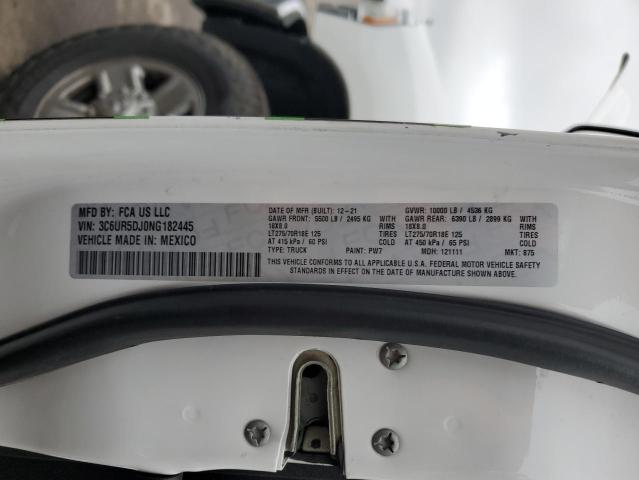 MFD BY: FCA US LLC
VIN: 3C6UR5DJ0NG182445
VEHICLE MADE IN: MEXICO
DATE OF MFR (BUILT): 12-21
GAWR FRONT: 5500 LB / 2495 KG WITH
18X8.0 RIMS
LT275/70R18E 125 TIRES
AT 415 kPa / 60 PSI COLD
TYPE: TRUCK PAINT: PW7
GVWR: 10000 LB / 4536 KG
GAWR REAR: 6390 LB / 2899 KG WITH
18X8.0 RIMS
LT275/70R18E 125 TIRES
AT 450 kPa / 65 PSI COLD
MDH: 121111 MKT: 875
THIS VEHICLE CONFORMS TO ALL APPLICABLE U.S.A. FEDERAL MOTOR VEHICLE SAFETY
STANDARDS IN EFFECT ON THE DATE OF MANUFACTURE SHOWN ABOVE.